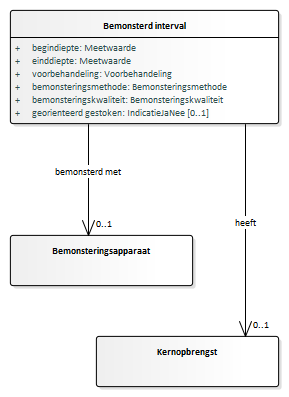 Bemonsterd interval
+ begindiepte: Meetwaarde
+ einddiepte: Meetwaarde
+ voorbehandeling: Voorbehandeling
+ bemonsteringsmethode: Bemonsteringsmethode
+ bemonsteringskwaliteit: Bemonsteringskwaliteit
+ georienteerd gestoken: IndicatieJaNee [0..1]
bemonsterd met
0..1
Bemonsteringsapparaat
heeft
0..1
Kernopbrengst